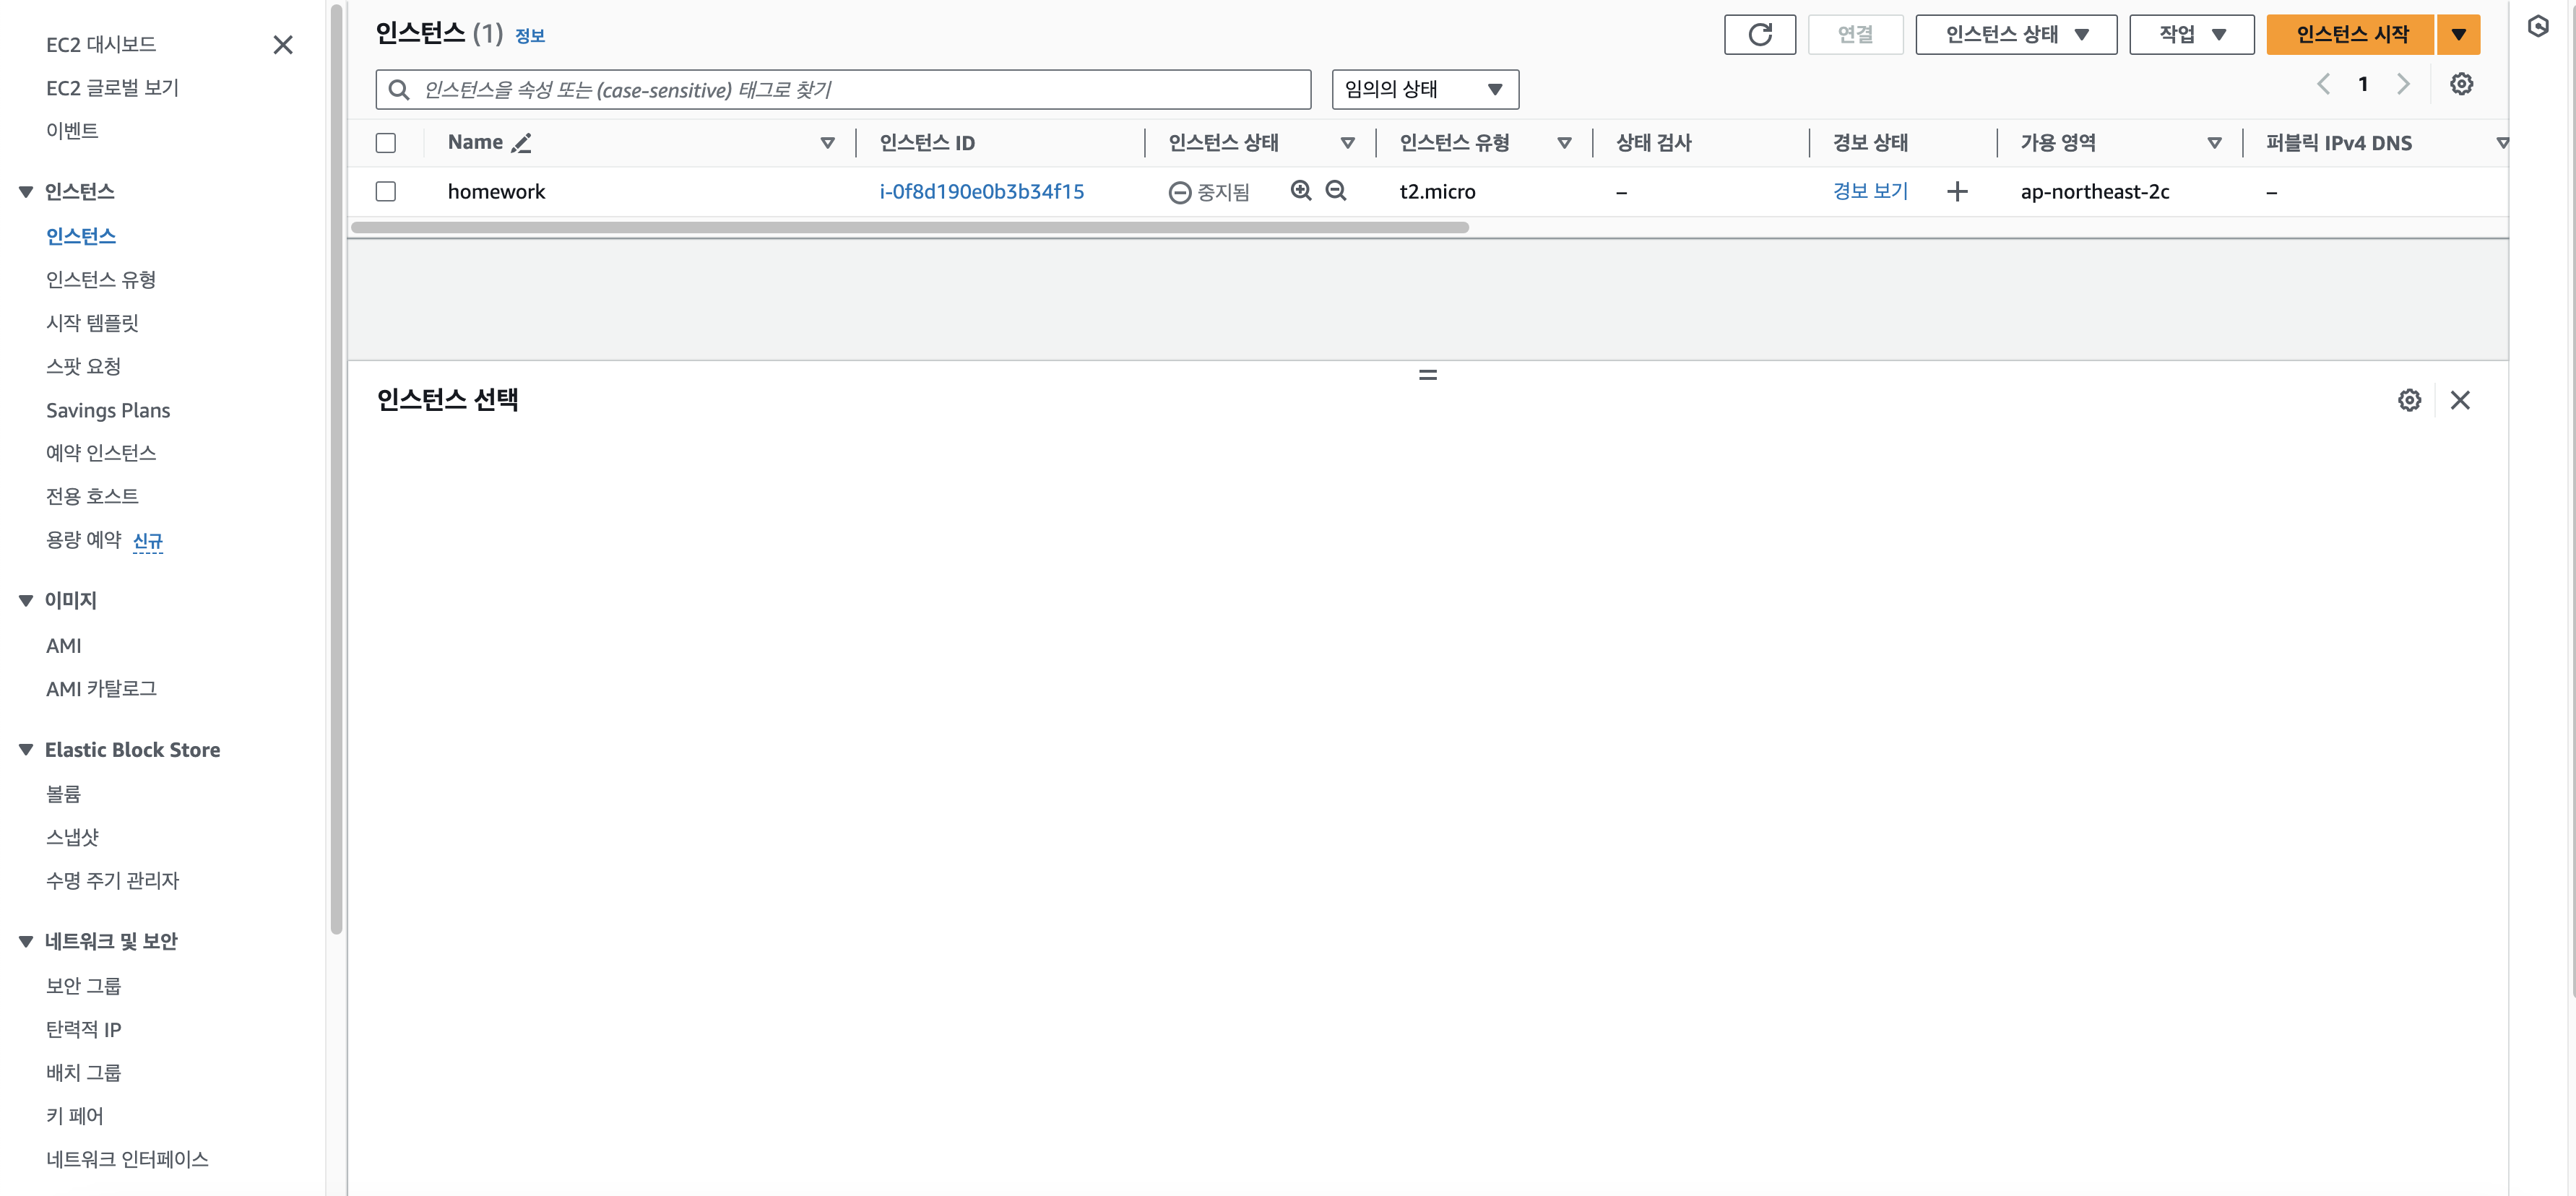 EC2 대시보드
EC2 글로벌 보기
이벤트
인스턴스
인스턴스
인스턴스 유형
시작 템플릿
스팟 요청
Savings Plans
예약 인스턴스
전용 호스트
용량 예약 신규
이미지
AMI
AMI 카탈로그
Elastic Block Store
볼륨
스냅샷
수명 주기 관리자
네트워크 및 보안
보안 그룹
탄력적 IP
배치 그룹
키 페어
네트워크 인터페이스
인스턴스 (1) 정보
연결
인스턴스 상태
작업
인스턴스 시작
인스턴스를 속성 또는 (case-sensitive) 태그로 찾기
임의의 상태
1
Name 인스턴스 ID 인스턴스 상태 인스턴스 유형 상태 검사 경보 상태 가용 영역 퍼블릭 IPv4 DNS
homework i-0f8d190e0b3b34f15 중지됨 t2.micro – 경보 보기 + ap-northeast-2c –
인스턴스 선택